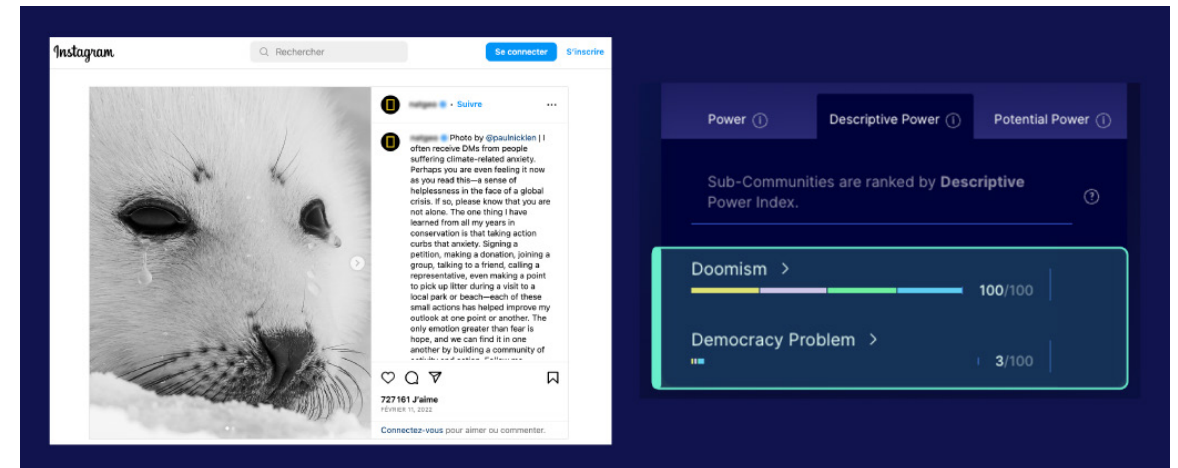 Instagram
Rechercher
Se connecter
S'inscrire
• Suivre
Photo by @paulnicklen | I
often receive DMs from people
suffering climate-related anxiety.
Perhaps you are even feeling it now
as you read this—a sense of
helplessness in the face of a global
crisis. If so, please know that you are
not alone. The one thing I have
learned from all my years in
conservation is that taking action
curbs that anxiety. Signing a
petition, making a donation, joining a
group, talking to a friend, calling a
representative, even making a point
to pick up litter during a visit to a
local park or beach—each of these
small actions has helped improve my
outlook at one point or another. The
only emotion greater than fear is
hope, and we can find it in one
another by building a community of
727 161 J'aime
FÉVRIER 11, 2022
Connectez-vous pour aimer ou commenter.
Power
Descriptive Power
Potential Power
Sub-Communities are ranked by Descriptive
Power Index.
Doomism >
100/100
Democracy Problem >
3/100